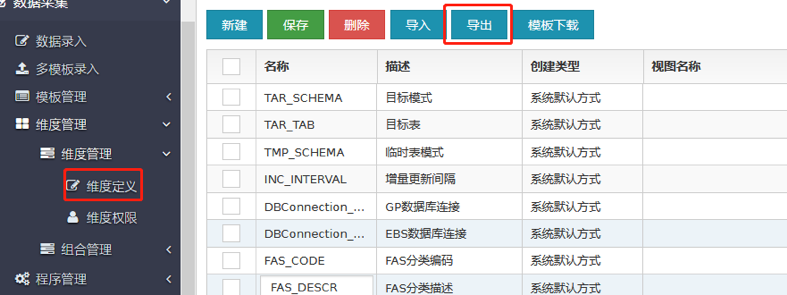 数据采集
数据录入
多模板录入
模板管理
维度管理
维度管理
维度定义
维度权限
组合管理
程序管理
新建 保存 删除 导入 导出 模板下载
名称 描述 创建类型 视图名称
TAR_SCHEMA 目标模式 系统默认方式
TAR_TAB 目标表 系统默认方式
TMP_SCHEMA 临时表模式 系统默认方式
INC_INTERVAL 增量更新间隔 系统默认方式
DBConnection_... GP数据库连接 系统默认方式
DBConnection_... EBS数据库连接 系统默认方式
FAS_CODE FAS分类编码 系统默认方式
FAS_DESCR FAS分类描述 系统默认方式